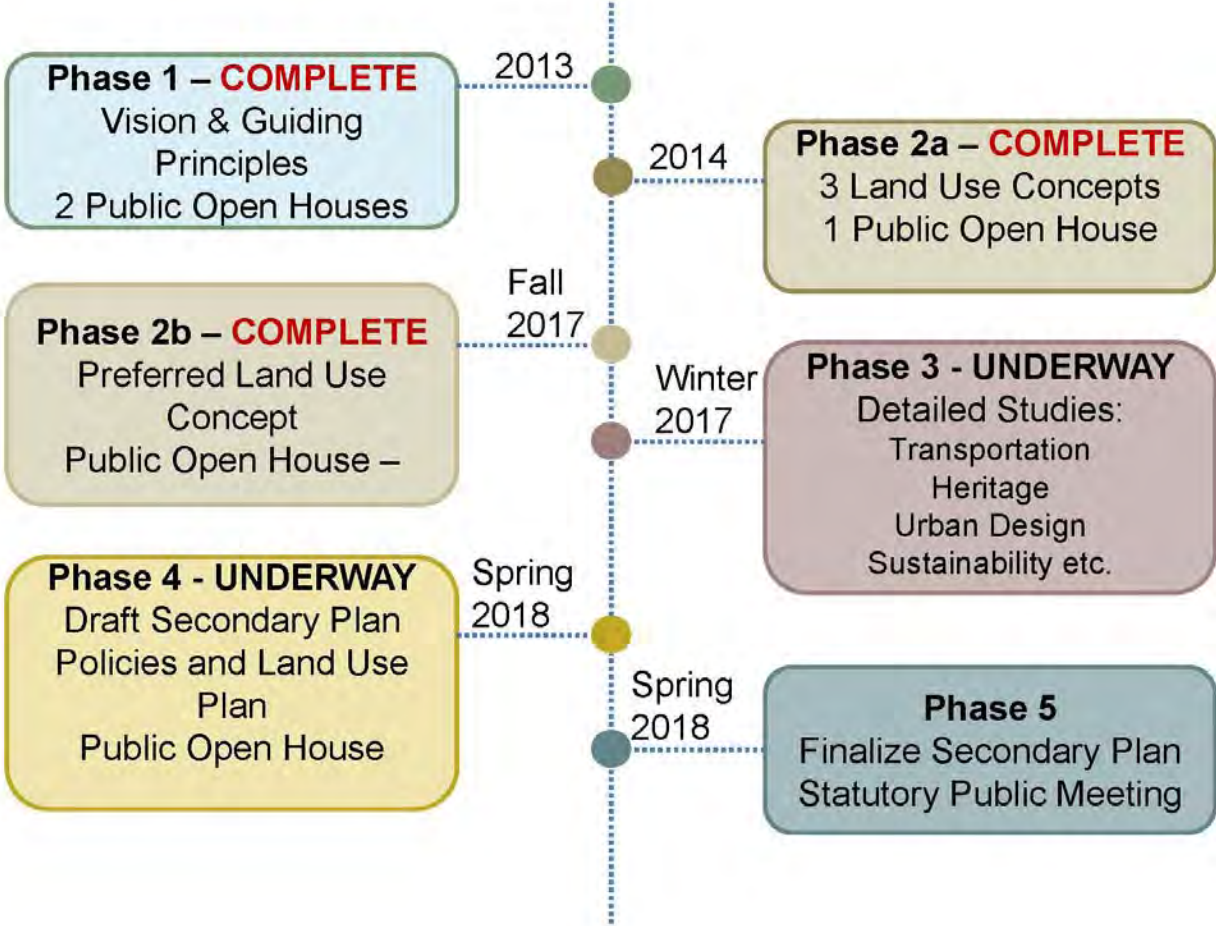 2013
Phase 1 – COMPLETE
Vision & Guiding
Principles
2 Public Open Houses
2014
Phase 2a – COMPLETE
3 Land Use Concepts
1 Public Open House
Fall
2017
Phase 2b – COMPLETE
Preferred Land Use
Concept
Public Open House –
Winter
2017
Phase 3 - UNDERWAY
Detailed Studies:
Transportation
Heritage
Urban Design
Sustainability etc.
Spring
2018
Phase 4 - UNDERWAY
Draft Secondary Plan
Policies and Land Use
Plan
Public Open House
Spring
2018
Phase 5
Finalize Secondary Plan
Statutory Public Meeting